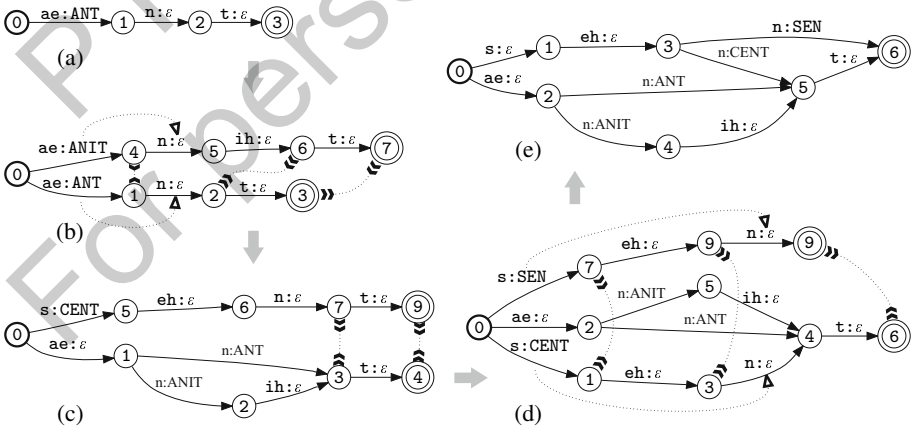 0 ae:ANT 1 n:ε 2 t:ε 3
(a)
ae:ANIT 4 n:ε 5 ih:ε 6 t:ε 7
0
ae:ANT 1 n:ε 2 t:ε 3
(b)
s:CENT 5 eh:ε 6 n:ε 7 t:ε 9
0
ae:ε 1 n:ANT 3 t:ε 4
n:ANIT 2 ih:ε
(c)
s:SEN 7 eh:ε 9 n:ε 9
n:ANIT 5 ih:ε
0 ae:ε 2 n:ANT 4 t:ε 6
s:CENT 1 eh:ε 3 n:ε
(d)
s:ε 1 eh:ε 3 n:SEN 6
n:CENT
0 ae:ε 2 n:ANT 5 t:ε
n:ANIT 4 ih:ε
(e)
For perso